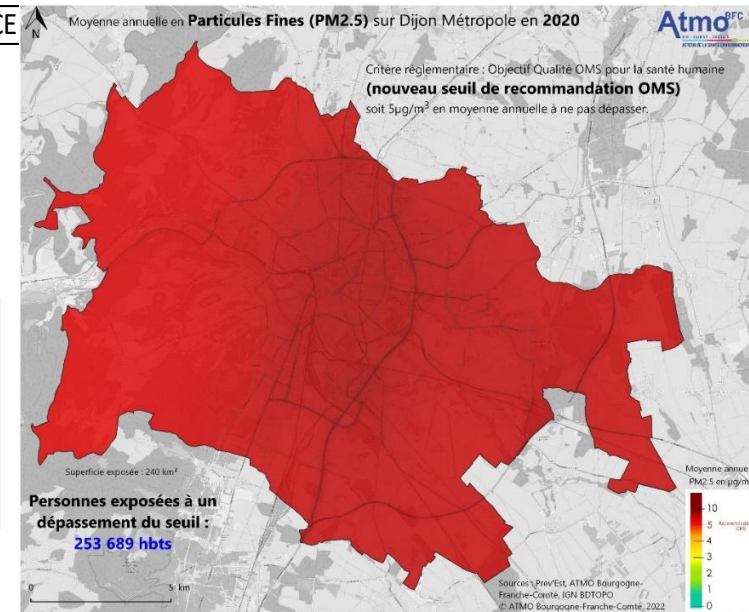 CE
N
Moyenne annuelle en Particules Fines (PM2.5) sur Dijon Métropole en 2020
Atmo BFC
Critère réglementaire : Objectif Qualité OMS pour la santé humaine
(nouveau seuil de recommandation OMS)
soit 5µg/m³ en moyenne annuelle à ne pas dépasser.
Superficie exposée : 240 km²
Personnes exposées à un
dépassement du seuil :
253 689 hbts
0 5 km
Moyenne annue
PM2.5 en µg/m
10
5
4
3
2
1
0
OMS
Sources : Prev'Est, ATMO Bourgogne-
Franche-Comté, IGN BDTOPO
© ATMO Bourgogne-Franche-Comté, 2022